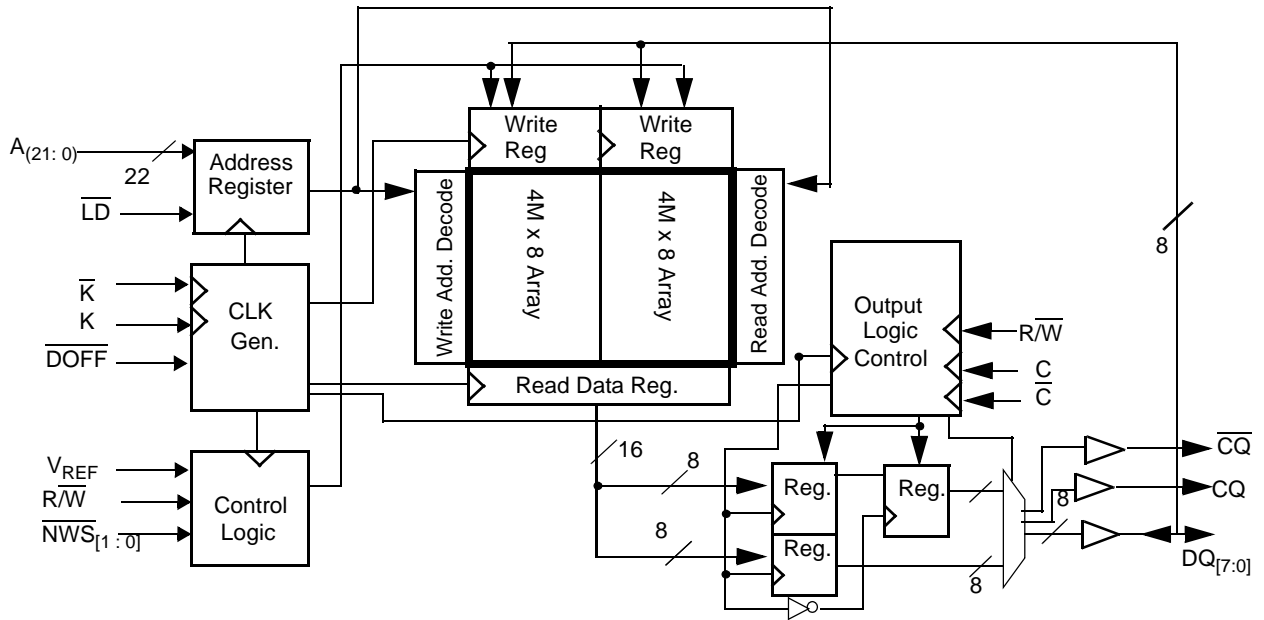 Write
Reg
Write
Reg
A(21: 0)
22
Address
Register
LD
Write Add. Decode
4M x 8 Array
4M x 8 Array
Read Add. Decode
8
K
K
CLK
Gen.
DOFF
Output
Logic
Control
R/W
C
C
Read Data Reg.
16
VREF
R/W
NWS[1 : 0]
Control
Logic
8
Reg.
Reg.
8
Reg.
8
8
CQ
CQ
DQ[7:0]